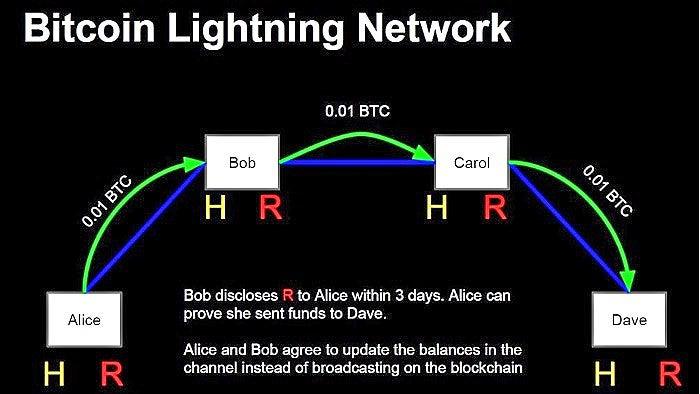 Bitcoin Lightning Network
0.01 BTC
Bob
Carol
0.01 BTC
0.01 BTC
H R
H R
Bob discloses R to Alice within 3 days. Alice can
prove she sent funds to Dave.
Alice
Dave
Alice and Bob agree to update the balances in the
channel instead of broadcasting on the blockchain
H R
H R